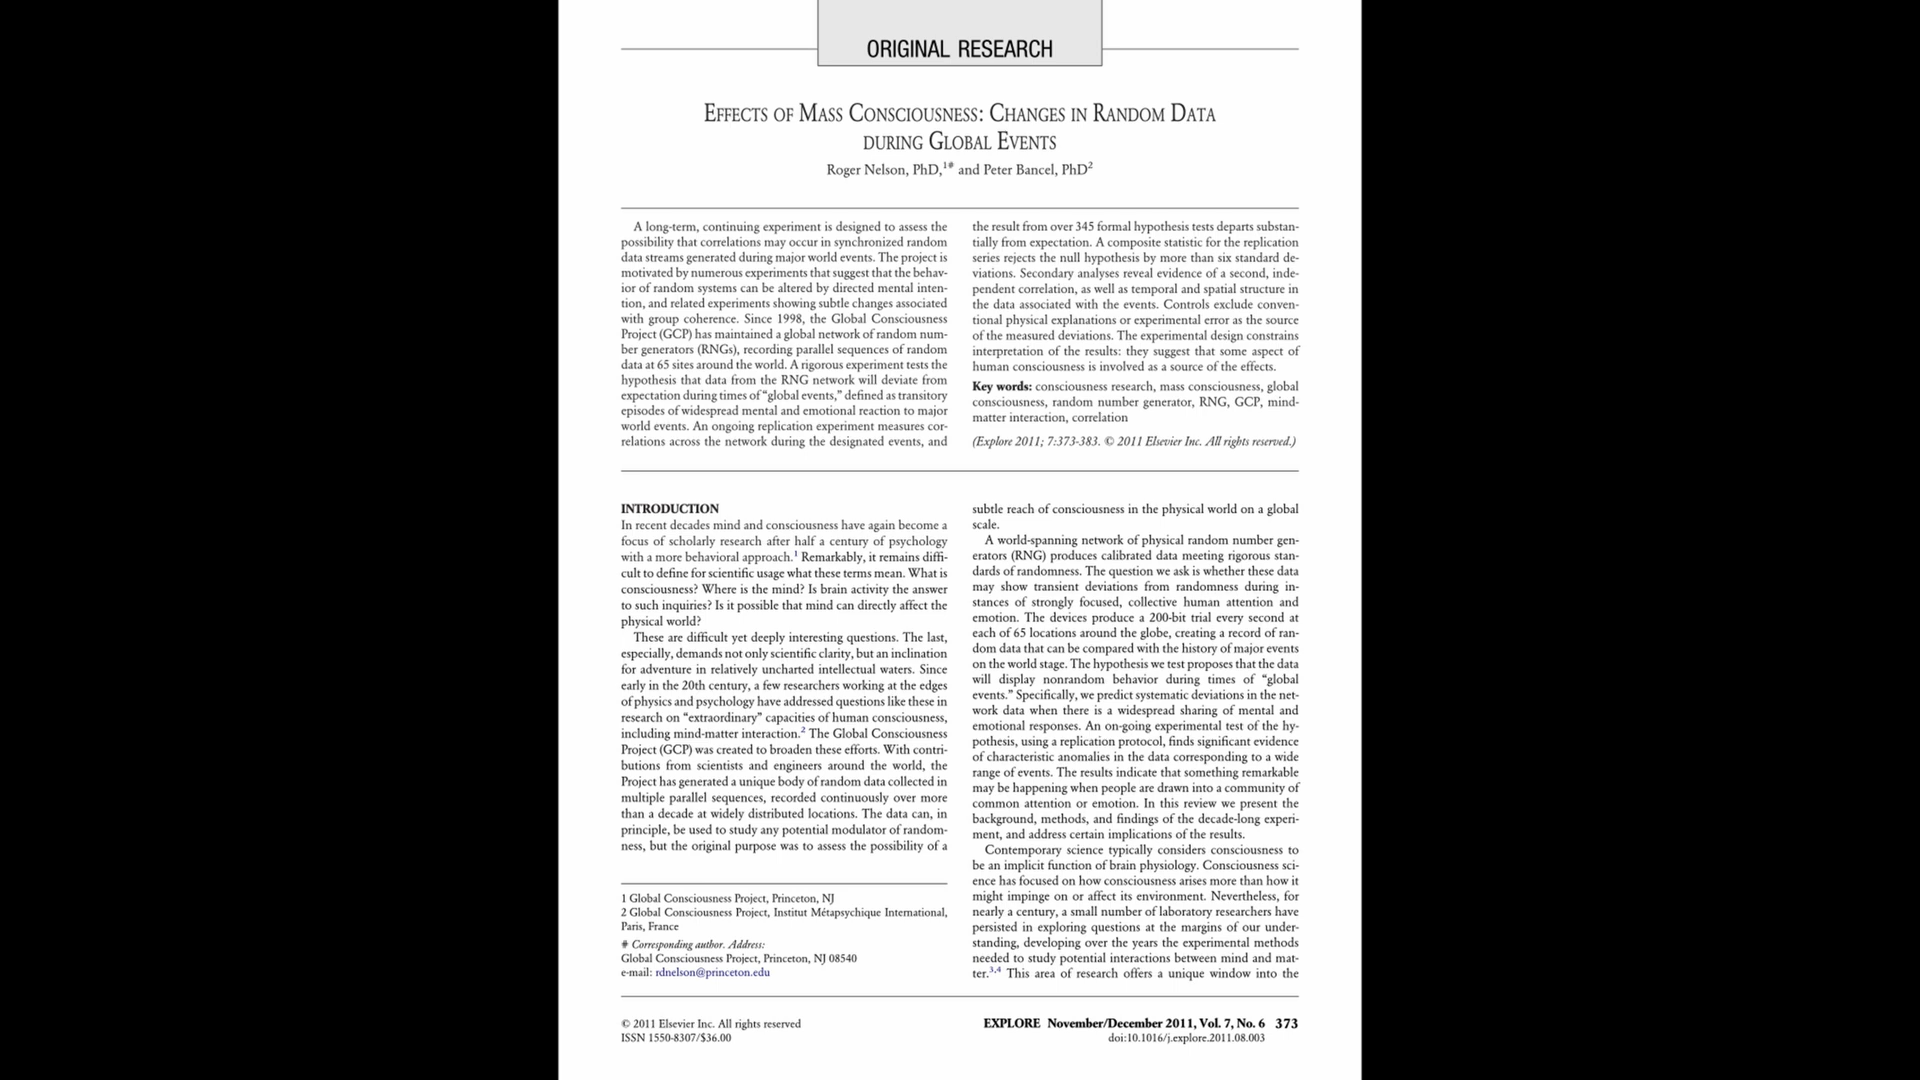 ORIGINAL RESEARCH
EFFECTS OF MASS CONSCIOUSNESS: CHANGES IN RANDOM DATA
DURING GLOBAL EVENTS
Roger Nelson, PhD,1# and Peter Bancel, PhD2
A long-term, continuing experiment is designed to assess the
possibility that correlations may occur in synchronized random
data streams generated during major world events. The project is
motivated by numerous experiments that suggest that the behav-
ior of random systems can be altered by directed mental inten-
tion, and related experiments showing subtle changes associated
with group coherence. Since 1998, the Global Consciousness
Project (GCP) has maintained a global network of random num-
ber generators (RNGs), recording parallel sequences of random
data at 65 sites around the world. A rigorous experiment tests the
hypothesis that data from the RNG network will deviate from
expectation during times of “global events,” defined as transitory
episodes of widespread mental and emotional reaction to major
world events. An ongoing replication experiment measures cor-
relations across the network during the designated events, and
the result from over 345 formal hypothesis tests departs substan-
tially from expectation. A composite statistic for the replication
series rejects the null hypothesis by more than six standard de-
viations. Secondary analyses reveal evidence of a second, inde-
pendent correlation, as well as temporal and spatial structure in
the data associated with the events. Controls exclude conven-
tional physical explanations or experimental error as the source
of the measured deviations. The experimental design constrains
interpretation of the results: they suggest that some aspect of
human consciousness is involved as a source of the effects.
Key words: consciousness research, mass consciousness, global
consciousness, random number generator, RNG, GCP, mind-
matter interaction, correlation
(Explore 2011; 7:373-383. © 2011 Elsevier Inc. All rights reserved.)
INTRODUCTION
In recent decades mind and consciousness have again become a
focus of scholarly research after half a century of psychology
with a more behavioral approach.1 Remarkably, it remains diffi-
cult to define for scientific usage what these terms mean. What is
consciousness? Where is the mind? Is brain activity the answer
to such inquiries? Is it possible that mind can directly affect the
physical world?
These are difficult yet deeply interesting questions. The last,
especially, demands not only scientific clarity, but an inclination
for adventure in relatively uncharted intellectual waters. Since
early in the 20th century, a few researchers working at the edges
of physics and psychology have addressed questions like these in
research on “extraordinary” capacities of human consciousness,
including mind-matter interaction.2 The Global Consciousness
Project (GCP) was created to broaden these efforts. With contri-
butions from scientists and engineers around the world, the
Project has generated a unique body of random data collected in
multiple parallel sequences, recorded continuously over more
than a decade at widely distributed locations. The data can, in
principle, be used to study any potential modulator of random-
ness, but the original purpose was to assess the possibility of a
1 Global Consciousness Project, Princeton, NJ
2 Global Consciousness Project, Institut Métapsychique International,
Paris, France
# Corresponding author. Address:
Global Consciousness Project, Princeton, NJ 08540
e-mail: rdnelson@princeton.edu
subtle reach of consciousness in the physical world on a global
scale.
A world-spanning network of physical random number gen-
erators (RNG) produces calibrated data meeting rigorous stan-
dards of randomness. The question we ask is whether these data
may show transient deviations from randomness during in-
stances of strongly focused, collective human attention and
emotion. The devices produce a 200-bit trial every second at
each of 65 locations around the globe, creating a record of ran-
dom data that can be compared with the history of major events
on the world stage. The hypothesis we test proposes that the data
will display nonrandom behavior during times of “global
events.” Specifically, we predict systematic deviations in the net-
work data when there is a widespread sharing of mental and
emotional responses. An on-going experimental test of the hy-
pothesis, using a replication protocol, finds significant evidence
of characteristic anomalies in the data corresponding to a wide
range of events. The results indicate that something remarkable
may be happening when people are drawn into a community of
common attention or emotion. In this review we present the
background, methods, and findings of the decade-long experi-
ment, and address certain implications of the results.
Contemporary science typically considers consciousness to
be an implicit function of brain physiology. Consciousness sci-
ence has focused on how consciousness arises more than how it
might impinge on or affect its environment. Nevertheless, for
nearly a century, a small number of laboratory researchers have
persisted in exploring questions at the margins of our under-
standing, developing over the years the experimental methods
needed to study potential interactions between mind and mat-
ter.3,4 This area of research offers a unique window into the
© 2011 Elsevier Inc. All rights reserved
ISSN 1550-8307/$36.00
EXPLORE November/December 2011, Vol. 7, No. 6 373
doi:10.1016/j.explore.2011.08.003